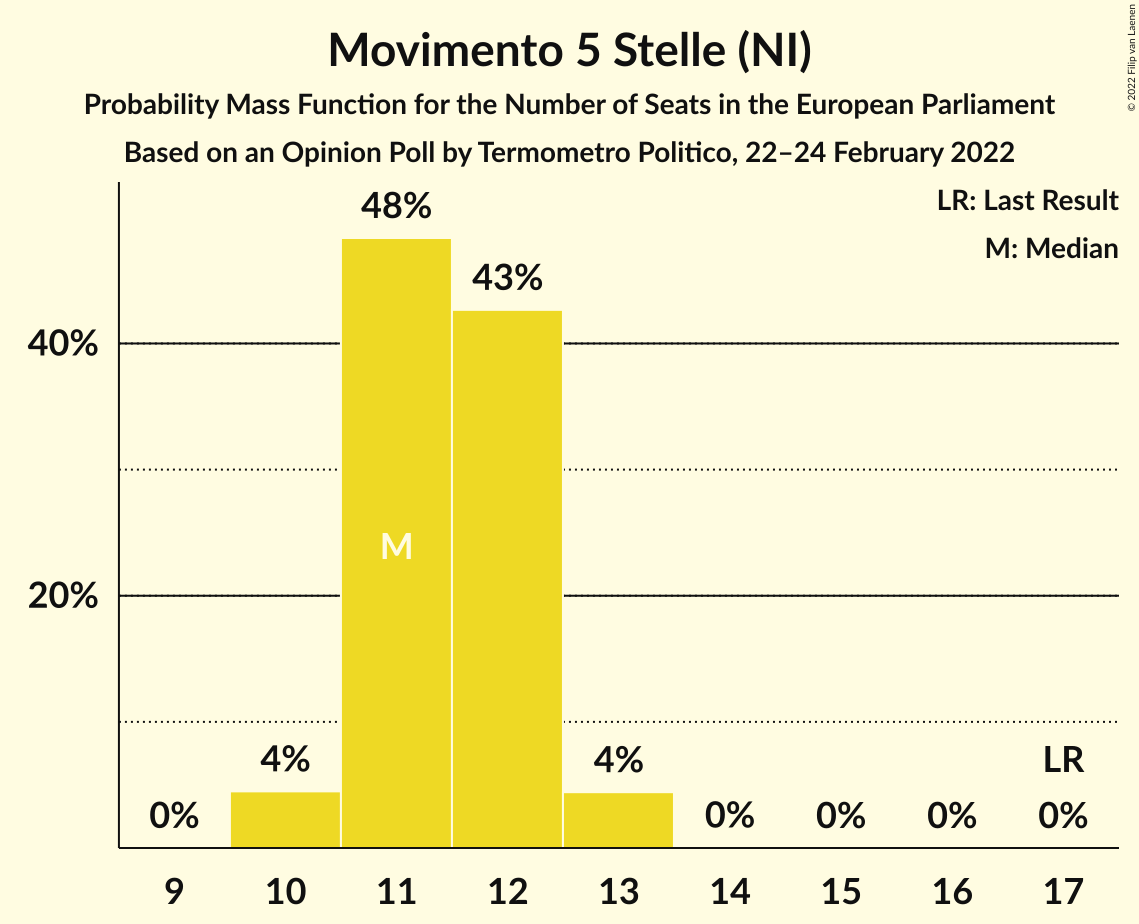 Movimento 5 Stelle (NI)
Probability Mass Function for the Number of Seats in the European Parliament
Based on an Opinion Poll by Termometro Politico, 22–24 February 2022
© 2022 Filip van Laenen
LR: Last Result
M: Median
48%
43%
40%
M
20%
4%
4%
LR
0%
0%
0%
0%
0%
9 10 11 12 13 14 15 16 17